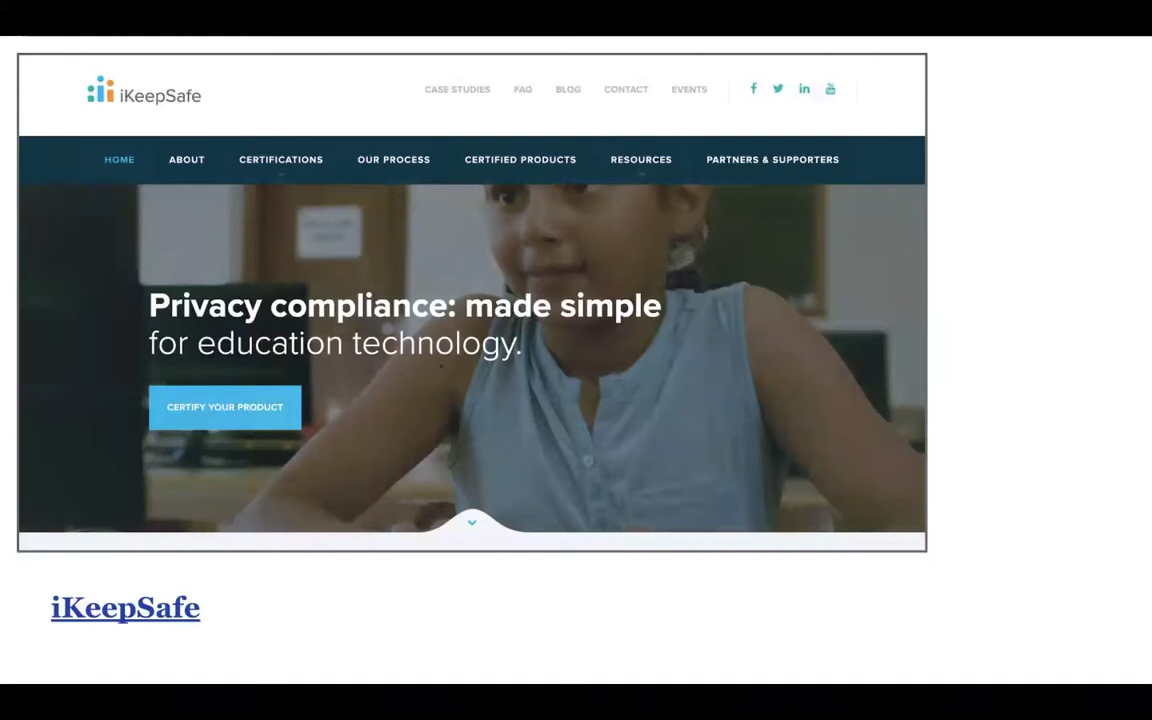 iKeepSafe
CASE STUDIES FAQ BLOG CONTACT EVENTS
HOME ABOUT CERTIFICATIONS OUR PROCESS CERTIFIED PRODUCTS RESOURCES PARTNERS & SUPPORTERS
Privacy compliance: made simple
for education technology.
CERTIFY YOUR PRODUCT
iKeepSafe